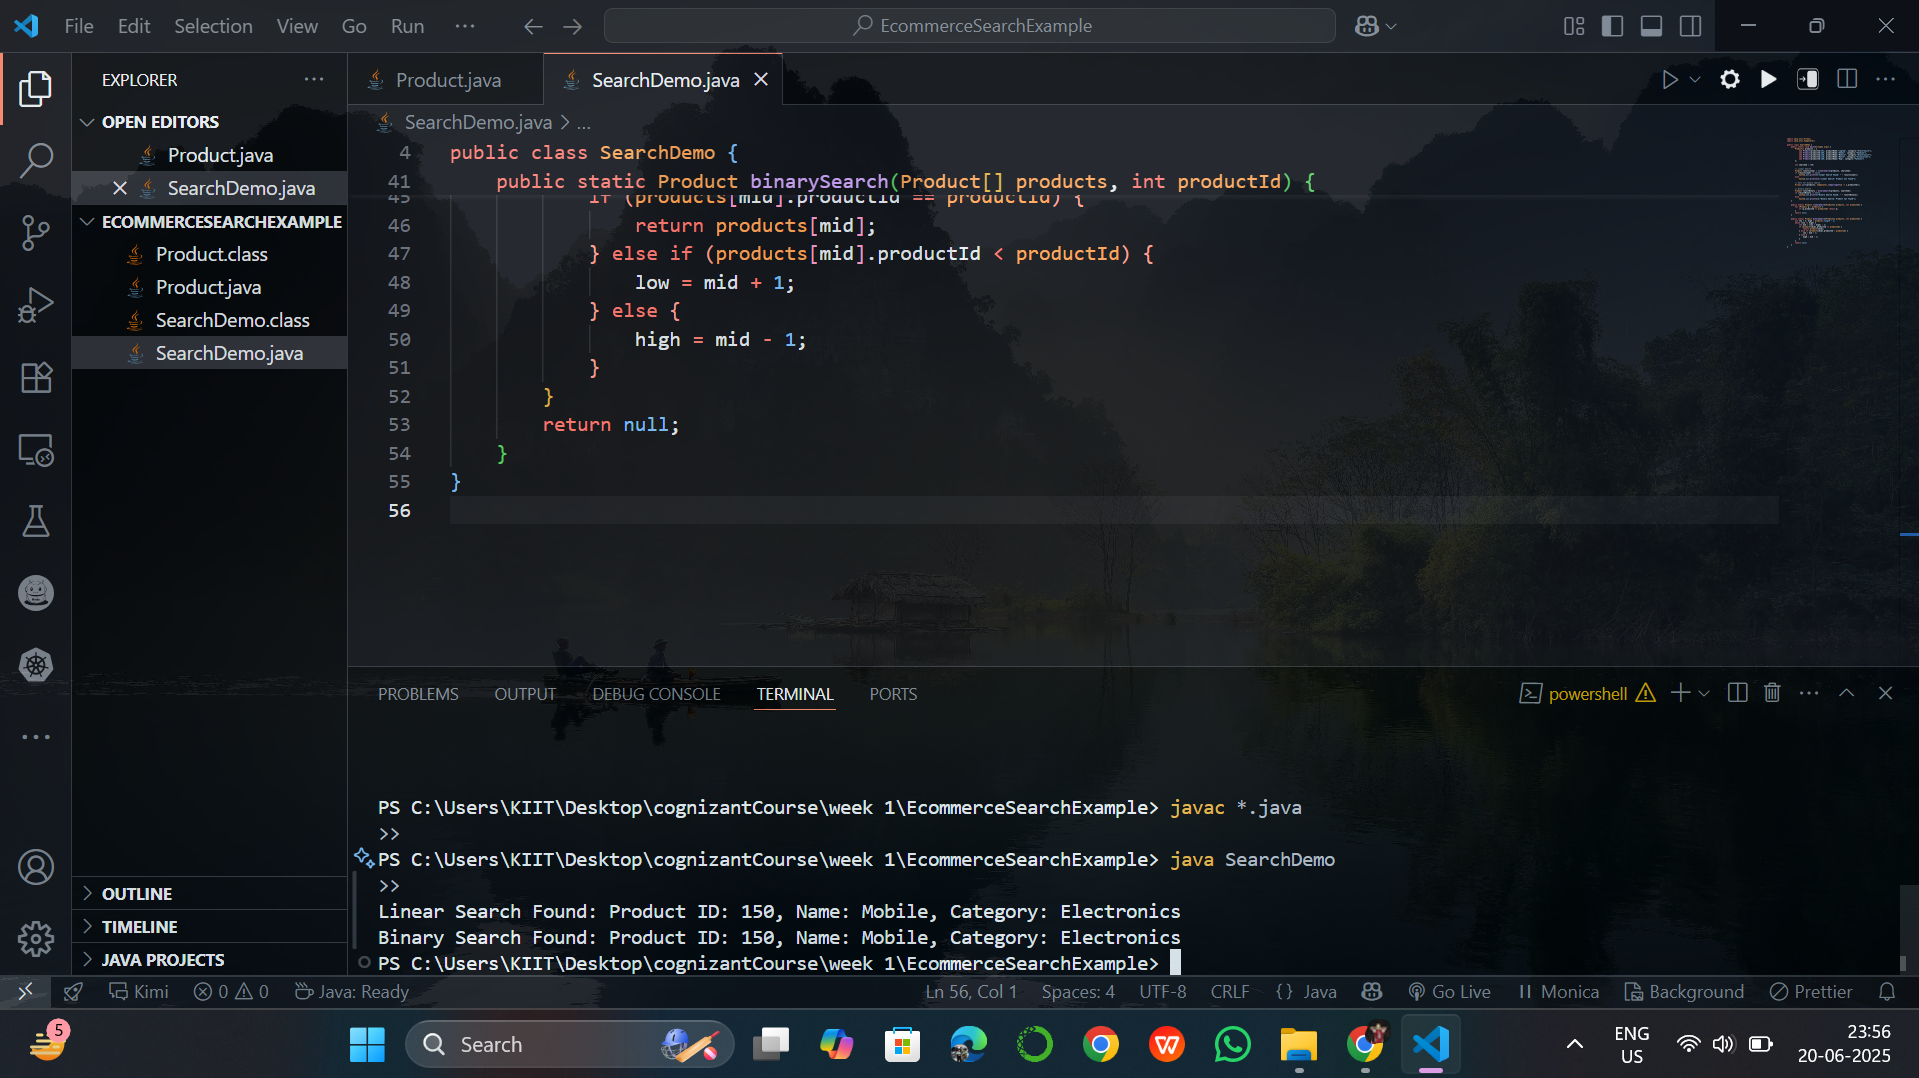 File Edit Selection View Go Run ··· EcommerceSearchExample
EXPLORER
OPEN EDITORS
Product.java
SearchDemo.java
ECOMMERCESEARCHEXAMPLE
Product.class
Product.java
SearchDemo.class
SearchDemo.java
OUTLINE
TIMELINE
JAVA PROJECTS
Product.java SearchDemo.java
SearchDemo.java > ...
4 public class SearchDemo {
41 public static Product binarySearch(Product[] products, int productId) {
45 if (products[mid].productId == productId) {
46 return products[mid];
47 } else if (products[mid].productId < productId) {
48 low = mid + 1;
49 } else {
50 high = mid - 1;
51 }
52 }
53 return null;
54 }
55 }
56
PROBLEMS OUTPUT DEBUG CONSOLE TERMINAL PORTS powershell
PS C:\Users\KIIT\Desktop\cognizantCourse\week 1\EcommerceSearchExample> javac *.java
>>
PS C:\Users\KIIT\Desktop\cognizantCourse\week 1\EcommerceSearchExample> java SearchDemo
>>
Linear Search Found: Product ID: 150, Name: Mobile, Category: Electronics
Binary Search Found: Product ID: 150, Name: Mobile, Category: Electronics
PS C:\Users\KIIT\Desktop\cognizantCourse\week 1\EcommerceSearchExample>
Kimi 0 0 Java: Ready Ln 56, Col 1 Spaces: 4 UTF-8 CRLF {} Java Go Live Monica Background Prettier
5 Search ENG 23:56
US 20-06-2025